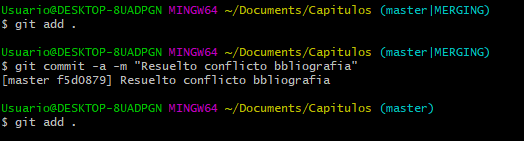 Usuario@DESKTOP-8UADPGN MINGW64 ~/Documents/Capitulos (master|MERGING)
$ git add .
Usuario@DESKTOP-8UADPGN MINGW64 ~/Documents/Capitulos (master|MERGING)
$ git commit -a -m "Resuelto conflicto bbliografia"
[master f5d0879] Resuelto conflicto bbliografia
Usuario@DESKTOP-8UADPGN MINGW64 ~/Documents/Capitulos (master)
$ git add .